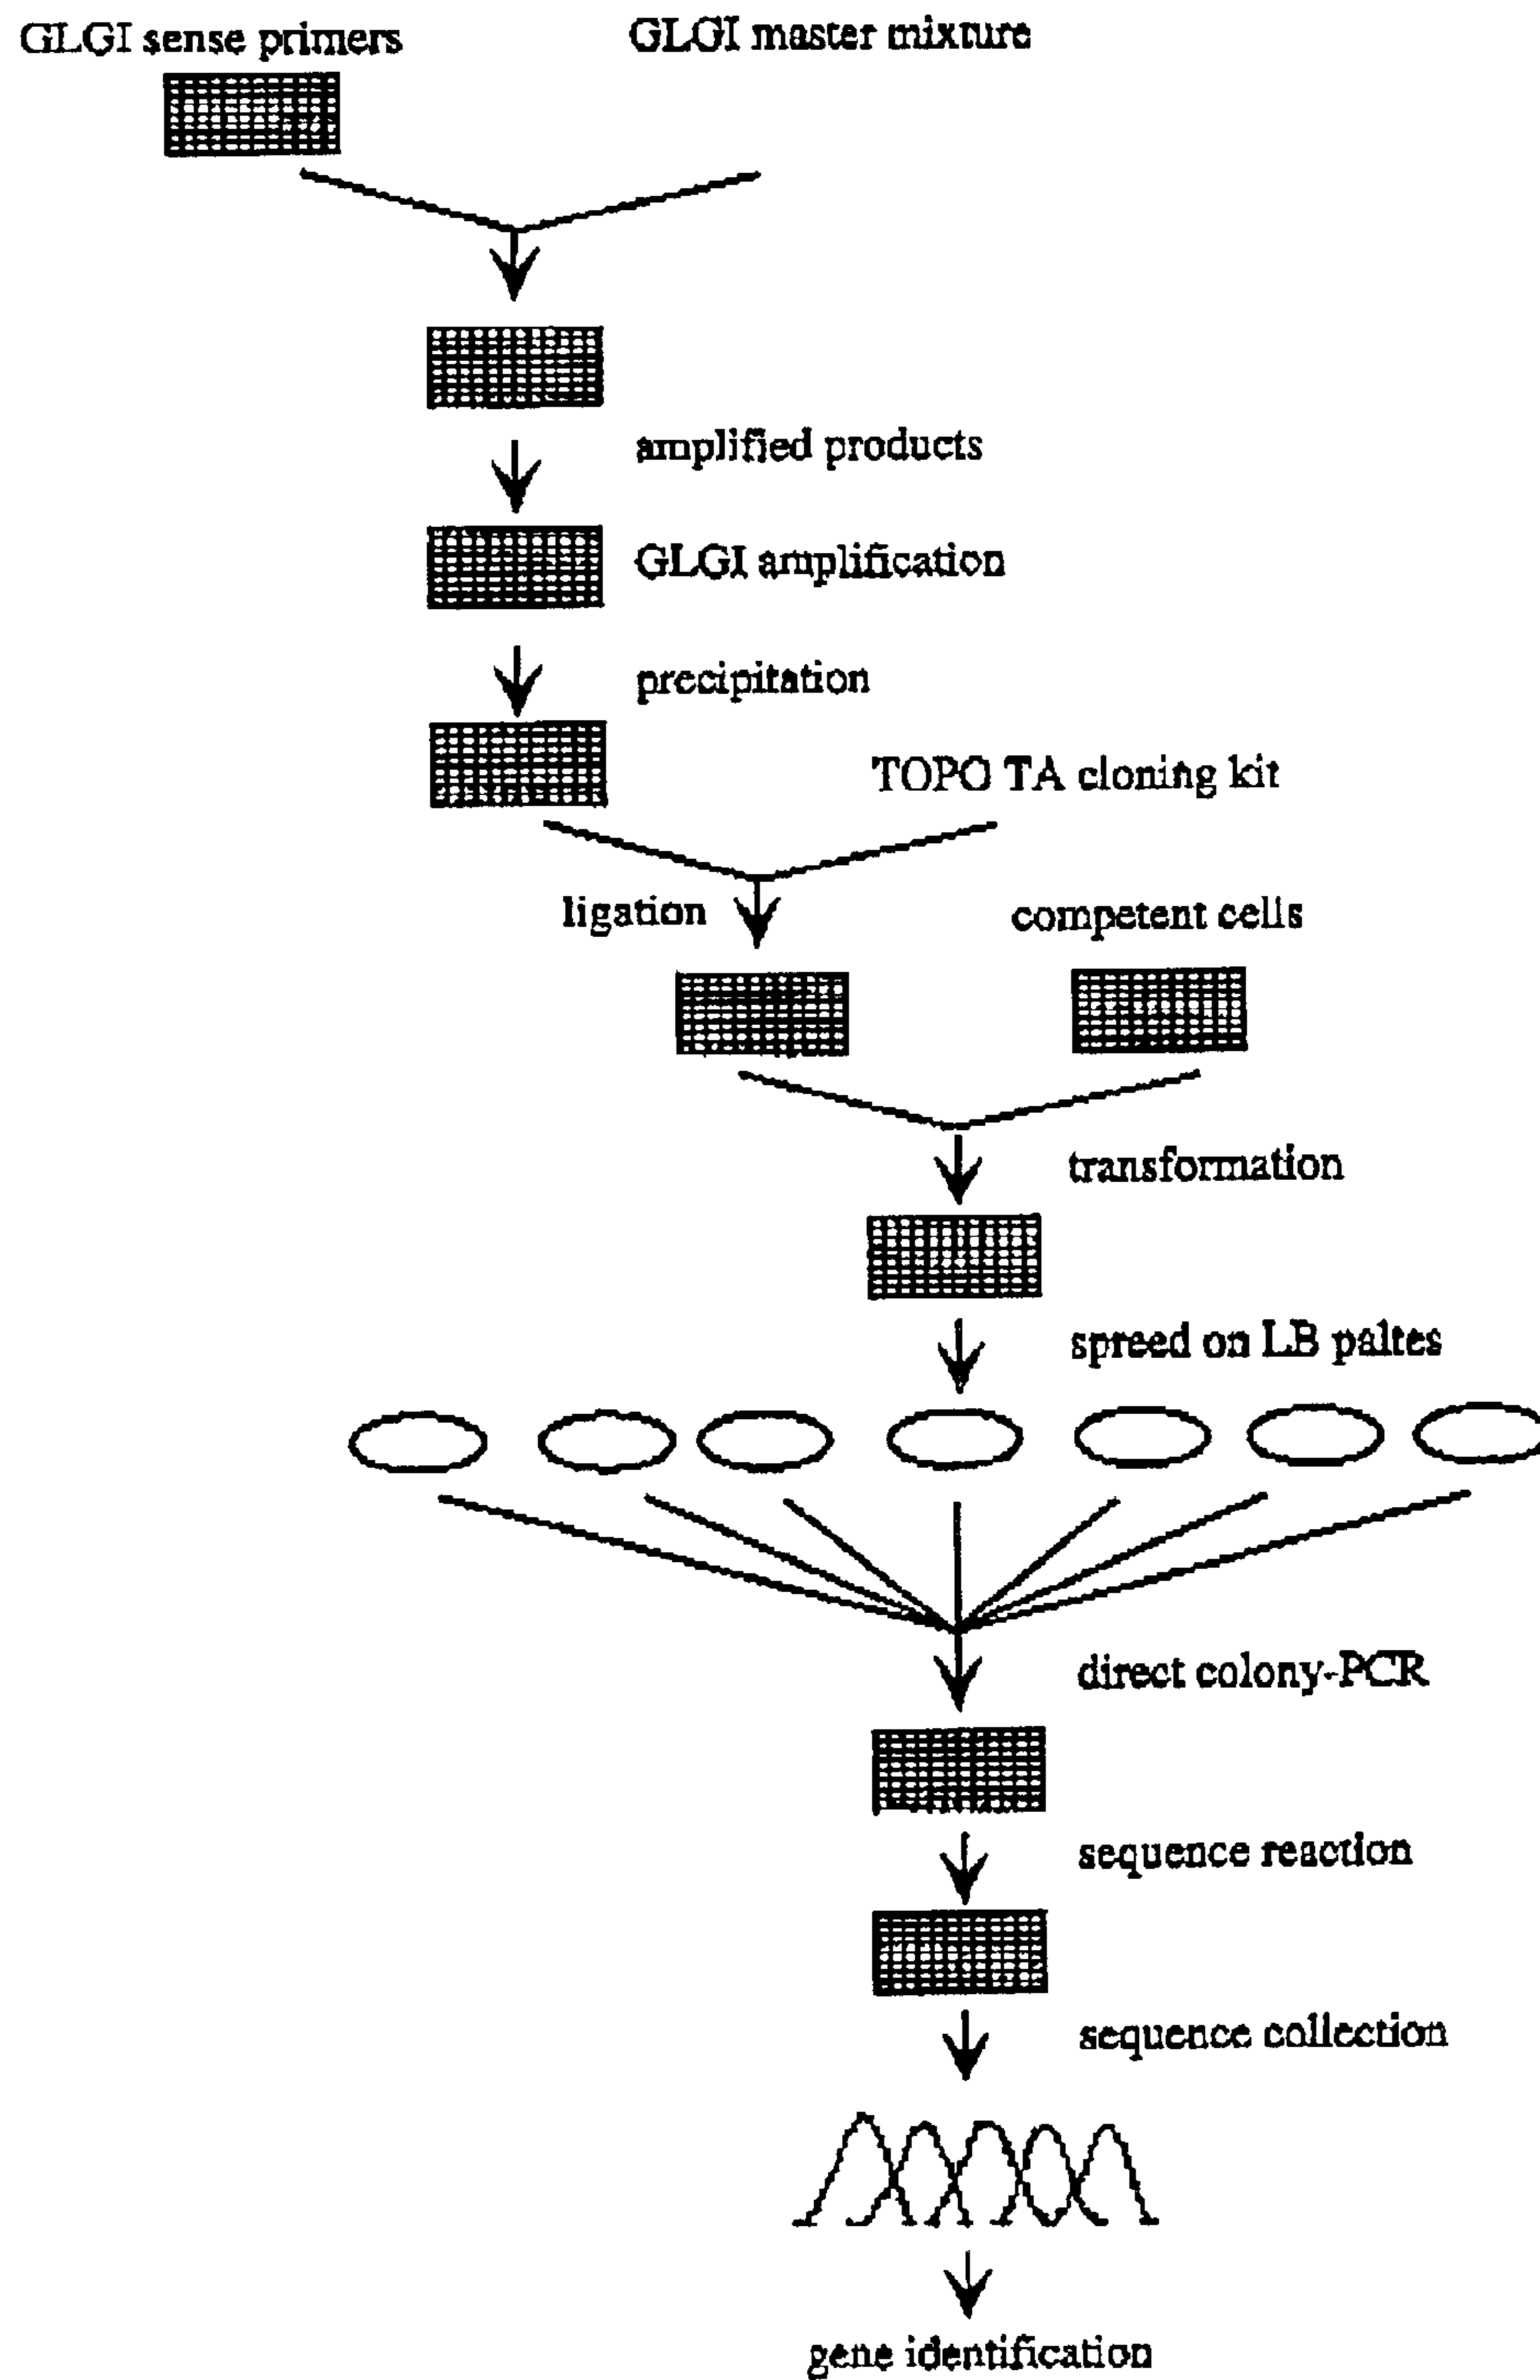 GLGI sense primers
GLGI master mixture
amplified products
GLGI amplification
precipitation
TOPO TA cloning kit
ligation
competent cells
transformation
spreed on LB paltes
direct colony-PCR
sequence reaction
sequence collection
gene identification